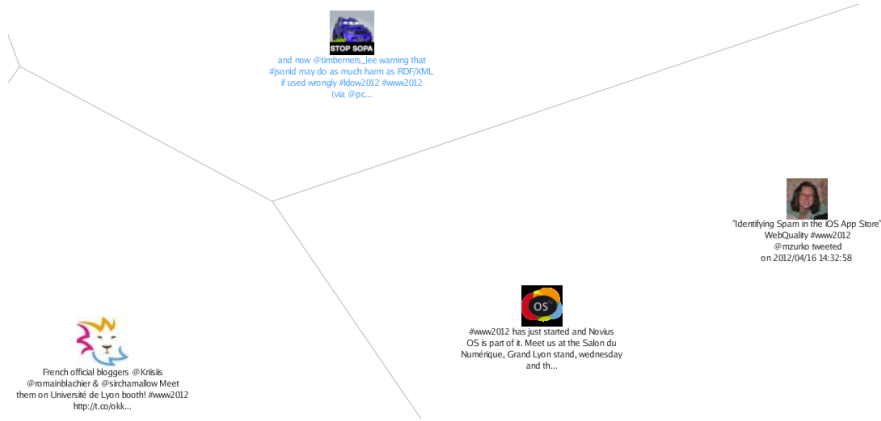 STOP SOPA
and now @timberners_lee warning that
#jsonld may do as much harm as RDF/XML
if used wrongly #ldow2012 #www2012
(via @pc...
"Identifying Spam in the iOS App Store"
WebQuality #www2012
@mzurko tweeted
on 2012/04/16 14:32:58
OS
#www2012 has just started and Novius
OS is part of it. Meet us at the Salon du
Numérique, Grand Lyon stand, wednesday
and th...
French official bloggers @Kriisiis
@romainblachier & @sirchamallow Meet
them on Université de Lyon booth! #www2012
http://t.co/okk...